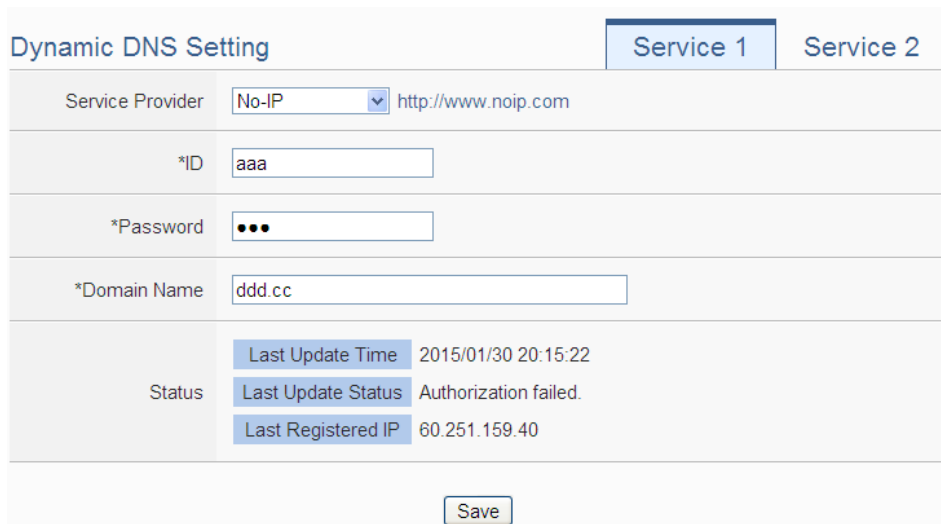 Dynamic DNS Setting Service 1 Service 2
Service Provider No-IP http://www.noip.com
*ID aaa
*Password ●●●
*Domain Name ddd.cc
Last Update Time 2015/01/30 20:15:22
Status Last Update Status Authorization failed.
Last Registered IP 60.251.159.40
Save